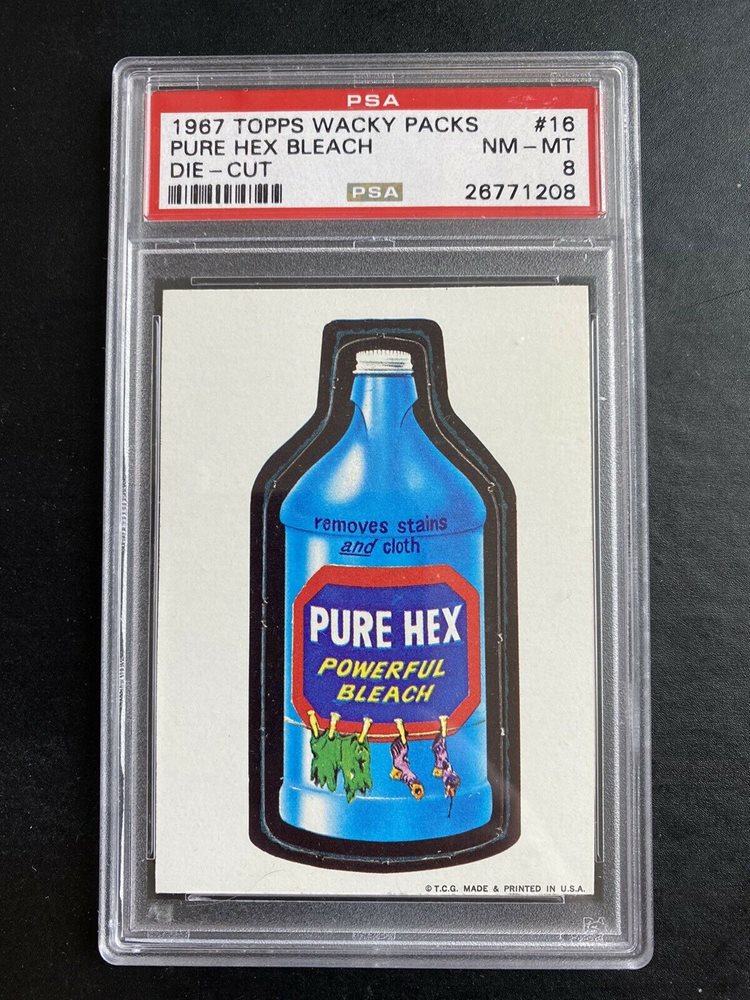 PSA
1967 TOPPS WACKY PACKS #16
PURE HEX BLEACH NM - MT
DIE - CUT 8
PSA 26771208
removes stains
and cloth
PURE HEX
POWERFUL
BLEACH
© T.C.G. MADE & PRINTED IN U.S.A.